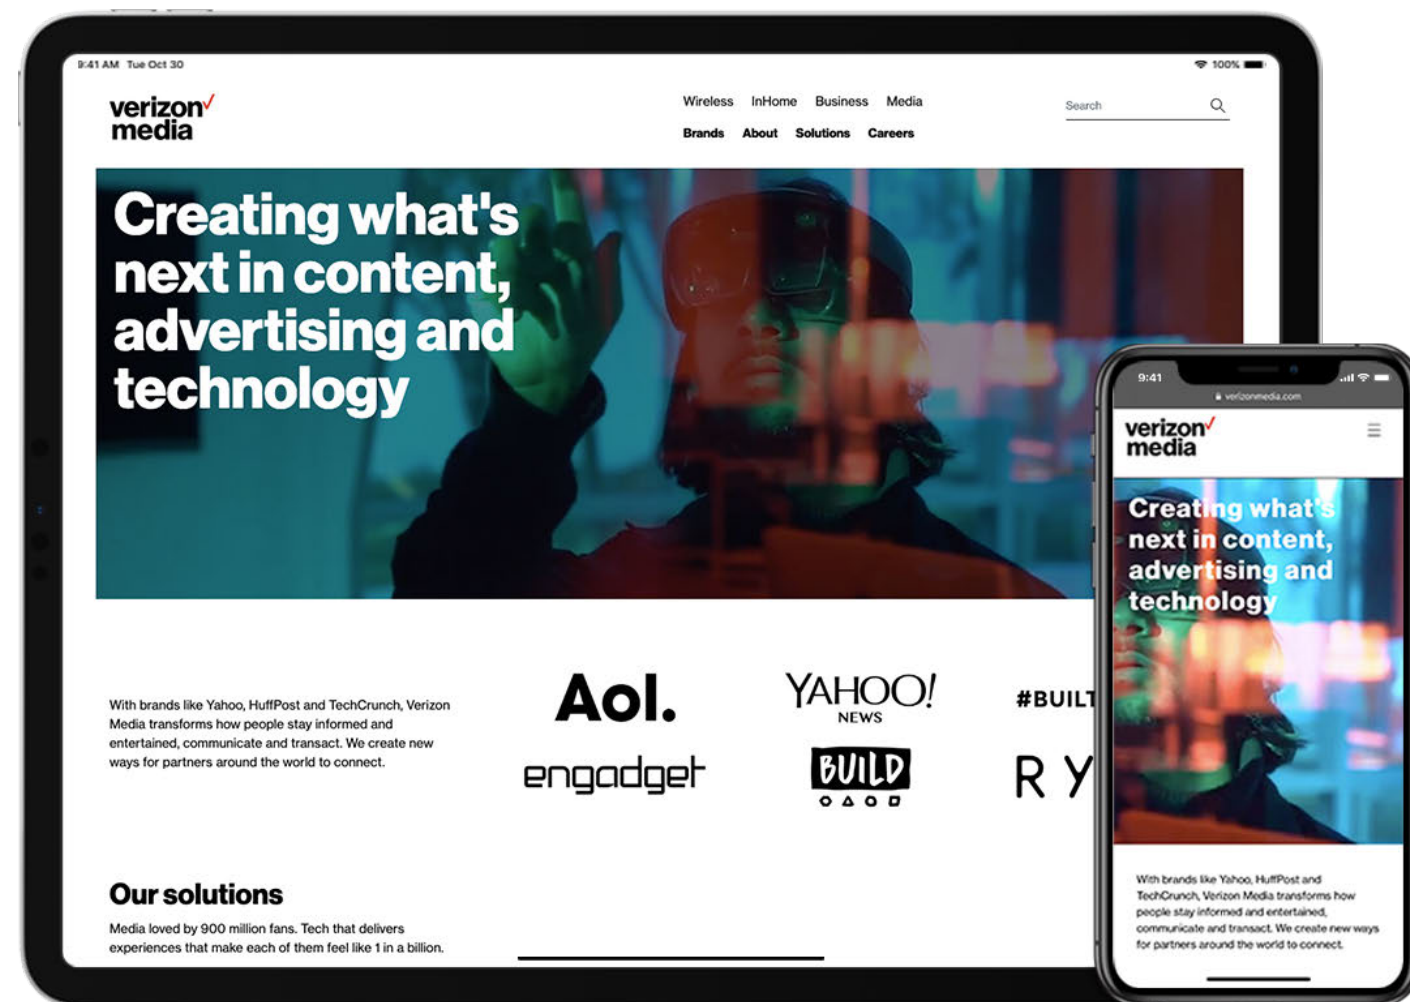 9:41 AM Tue Oct 30
100%
verizon
media
Wireless InHome Business Media
Search
Brands About Solutions Careers
Creating what's
next in content,
advertising and
technology
With brands like Yahoo, HuffPost and TechCrunch, Verizon
Media transforms how people stay informed and
entertained, communicate and transact. We create new
ways for partners around the world to connect.
Aol.
YAHOO!
NEWS
#BUILT
engadget
BUILD
RY
Our solutions
Media loved by 900 million fans. Tech that delivers
experiences that make each of them feel like 1 in a billion.
9:41
verizonmedia.com
verizon
media
Creating what's
next in content,
advertising and
technology
With brands like Yahoo, HuffPost and
TechCrunch, Verizon Media transforms how
people stay informed and entertained,
communicate and transact. We create new ways
for partners around the world to connect.